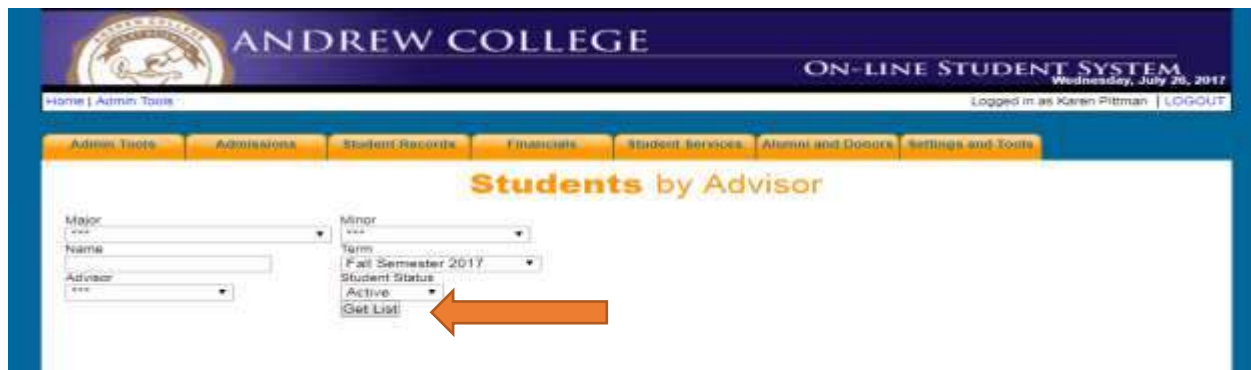 ANDREW COLLEGE
ON-LINE STUDENT SYSTEM
Wednesday, July 26, 2017
Home | Admin Tools
Logged in as Karen Pittman | LOGOUT
Admin Tools Admissions Student Records Financials Student Services Alumni and Donors Settings and Tools
Students by Advisor
Major Minor
*** ***
Name Term
Fall Semester 2017
Advisor Student Status
*** Active
Get List